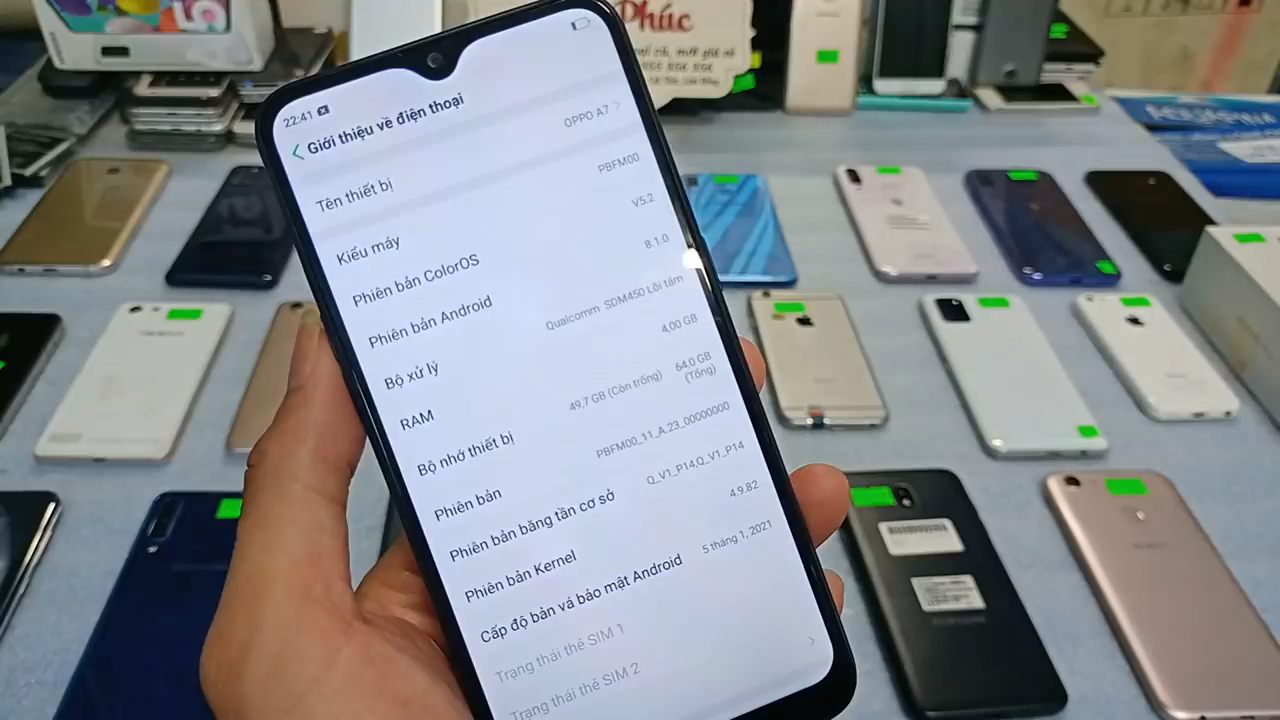 Phúc
22:41
Giới thiệu về điện thoại
Tên thiết bị
OPPO A7
Kiểu máy
PBFM00
Phiên bản ColorOS
V5.2
Phiên bản Android
8.1.0
Bộ xử lý
Qualcomm SDM450 Lõi tám
RAM
4,00 GB
Bộ nhớ thiết bị
49,7 GB (Còn trống)
64,0 GB
(Tổng)
Phiên bản
PBFM00_11_A.23_00000000
Phiên bản băng tần cơ sở
Q_V1_P14,Q_V1_P14
Phiên bản Kernel
4.9.82
Cấp độ bản vá bảo mật Android
5 tháng 1, 2021
Trạng thái thẻ SIM 1
Trạng thái thẻ SIM 2